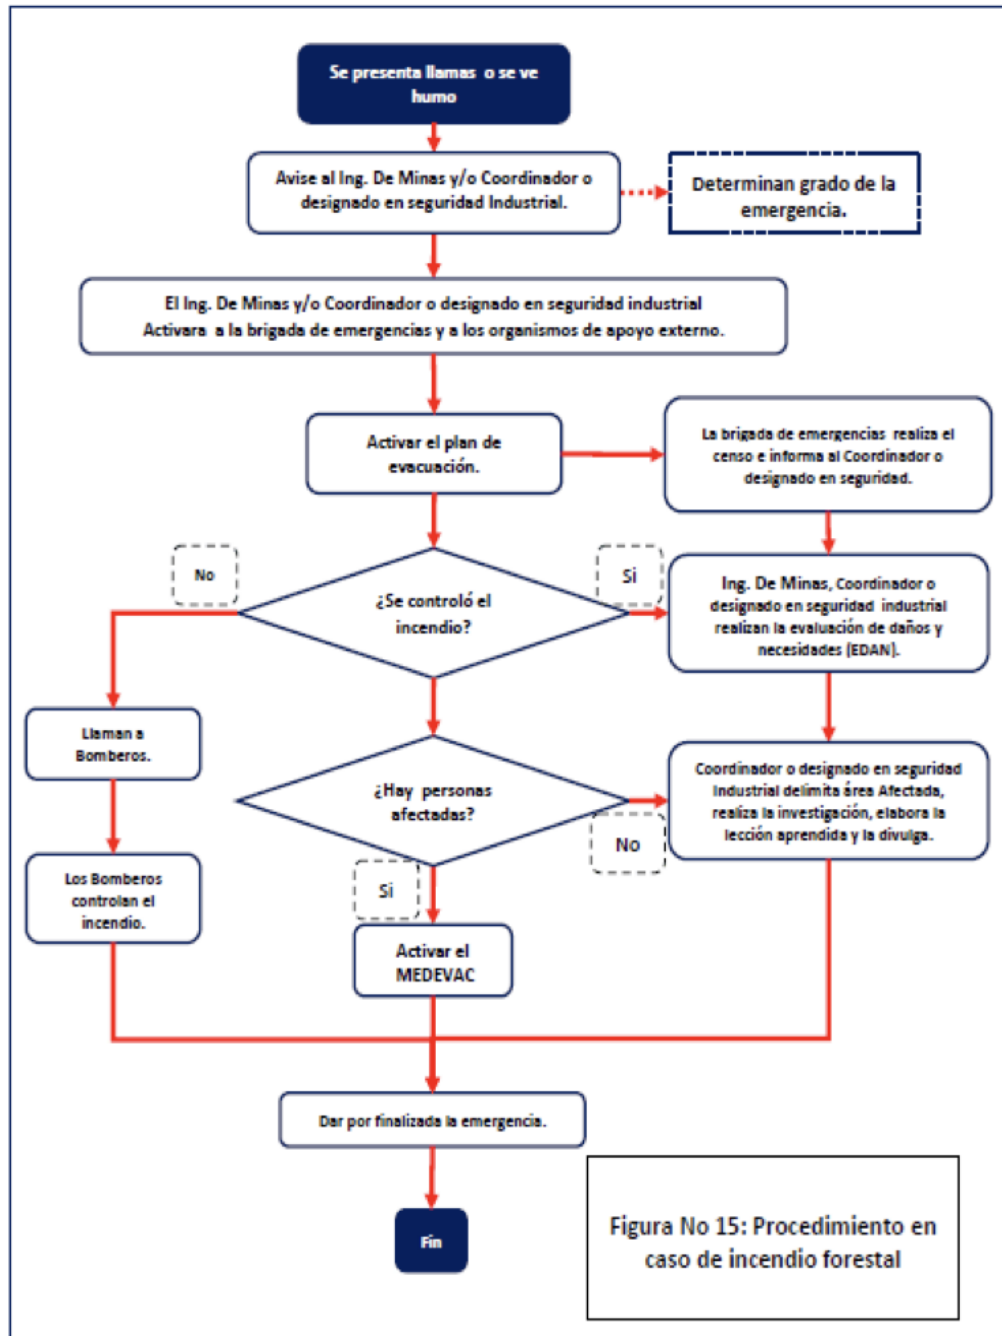 Se presenta llamas o se ve
humo
Avise al Ing. De Minas y/o Coordinador o
designado en seguridad Industrial.
Determinan grado de la
emergencia.
El Ing. De Minas y/o Coordinador o designado en seguridad industrial
Activara a la brigada de emergencias y a los organismos de apoyo externo.
Activar el plan de
evacuación.
La brigada de emergencias realiza el
censo e informa al Coordinador o
designado en seguridad.
No
¿Se controló el
incendio?
Si
Ing. De Minas, Coordinador o
designado en seguridad industrial
realizan la evaluación de daños y
necesidades (EDAN).
Llaman a
Bomberos.
¿Hay personas
afectadas?
No
Coordinador o designado en seguridad
Industrial delimita área Afectada,
realiza la investigación, elabora la
lección aprendida y la divulga.
Los Bomberos
controlan el
incendio.
Si
Activar el
MEDEVAC
Dar por finalizada la emergencia.
Fin
Figura No 15: Procedimiento en
caso de incendio forestal